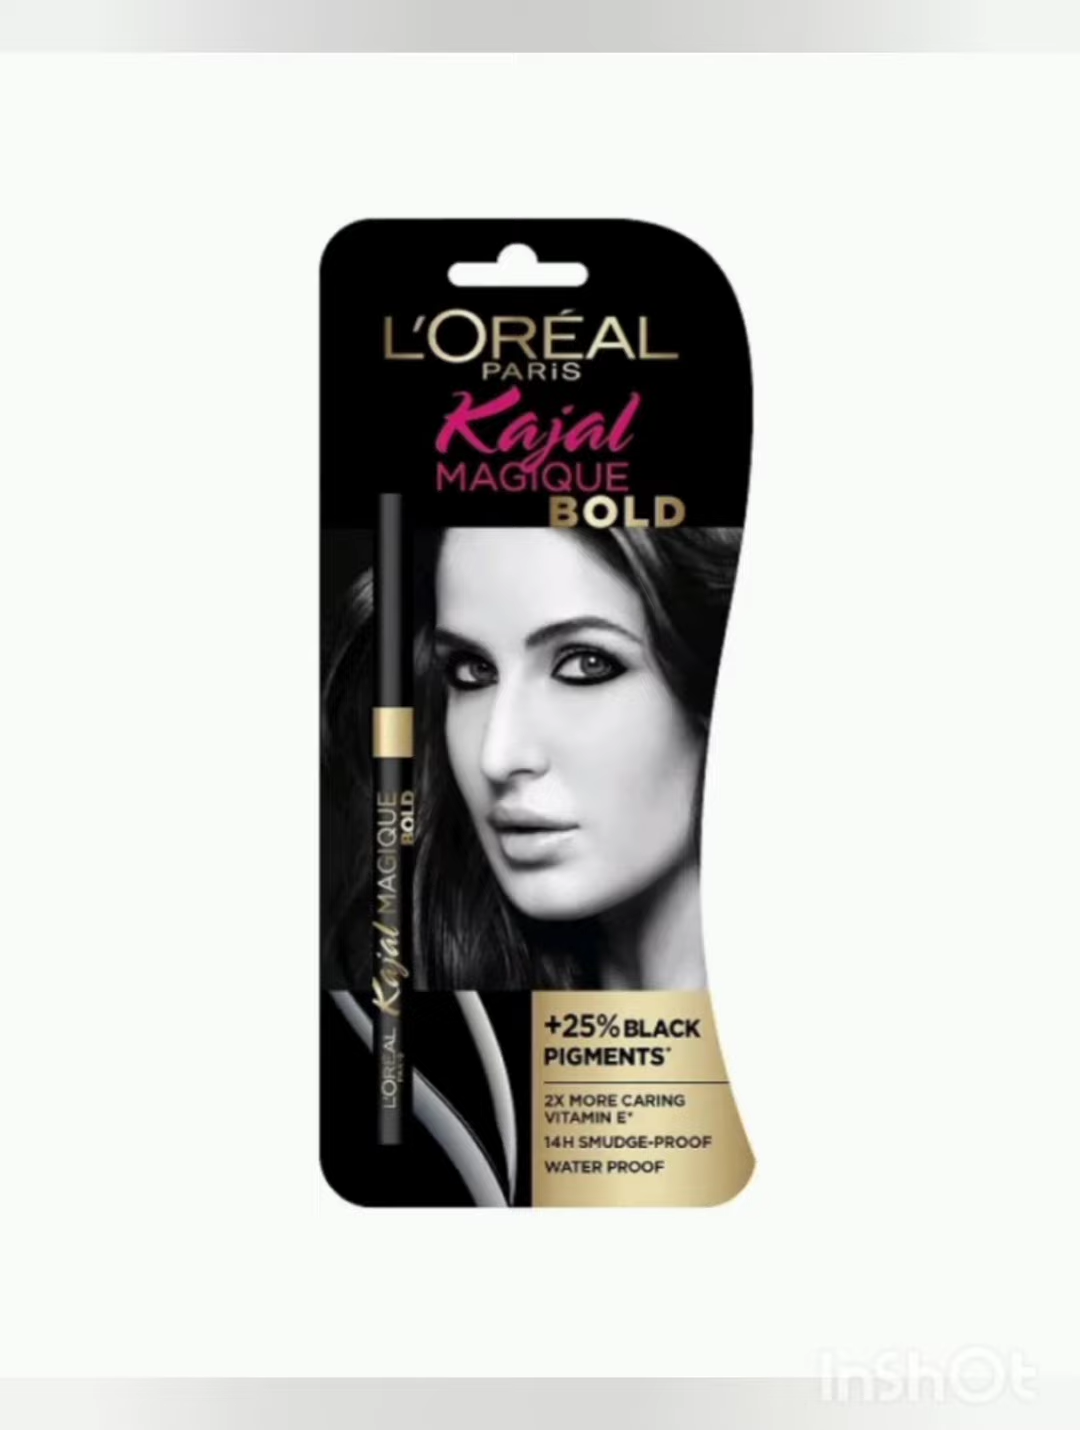 L'ORÉAL
PARiS
Kajal
MAGIQUE
BOLD
L'ORÉAL
PARIS
Kajal MAGIQUE
BOLD
+25% BLACK
PIGMENTS*
2X MORE CARING
VITAMIN E*
14H SMUDGE-PROOF
WATER PROOF
InShOt